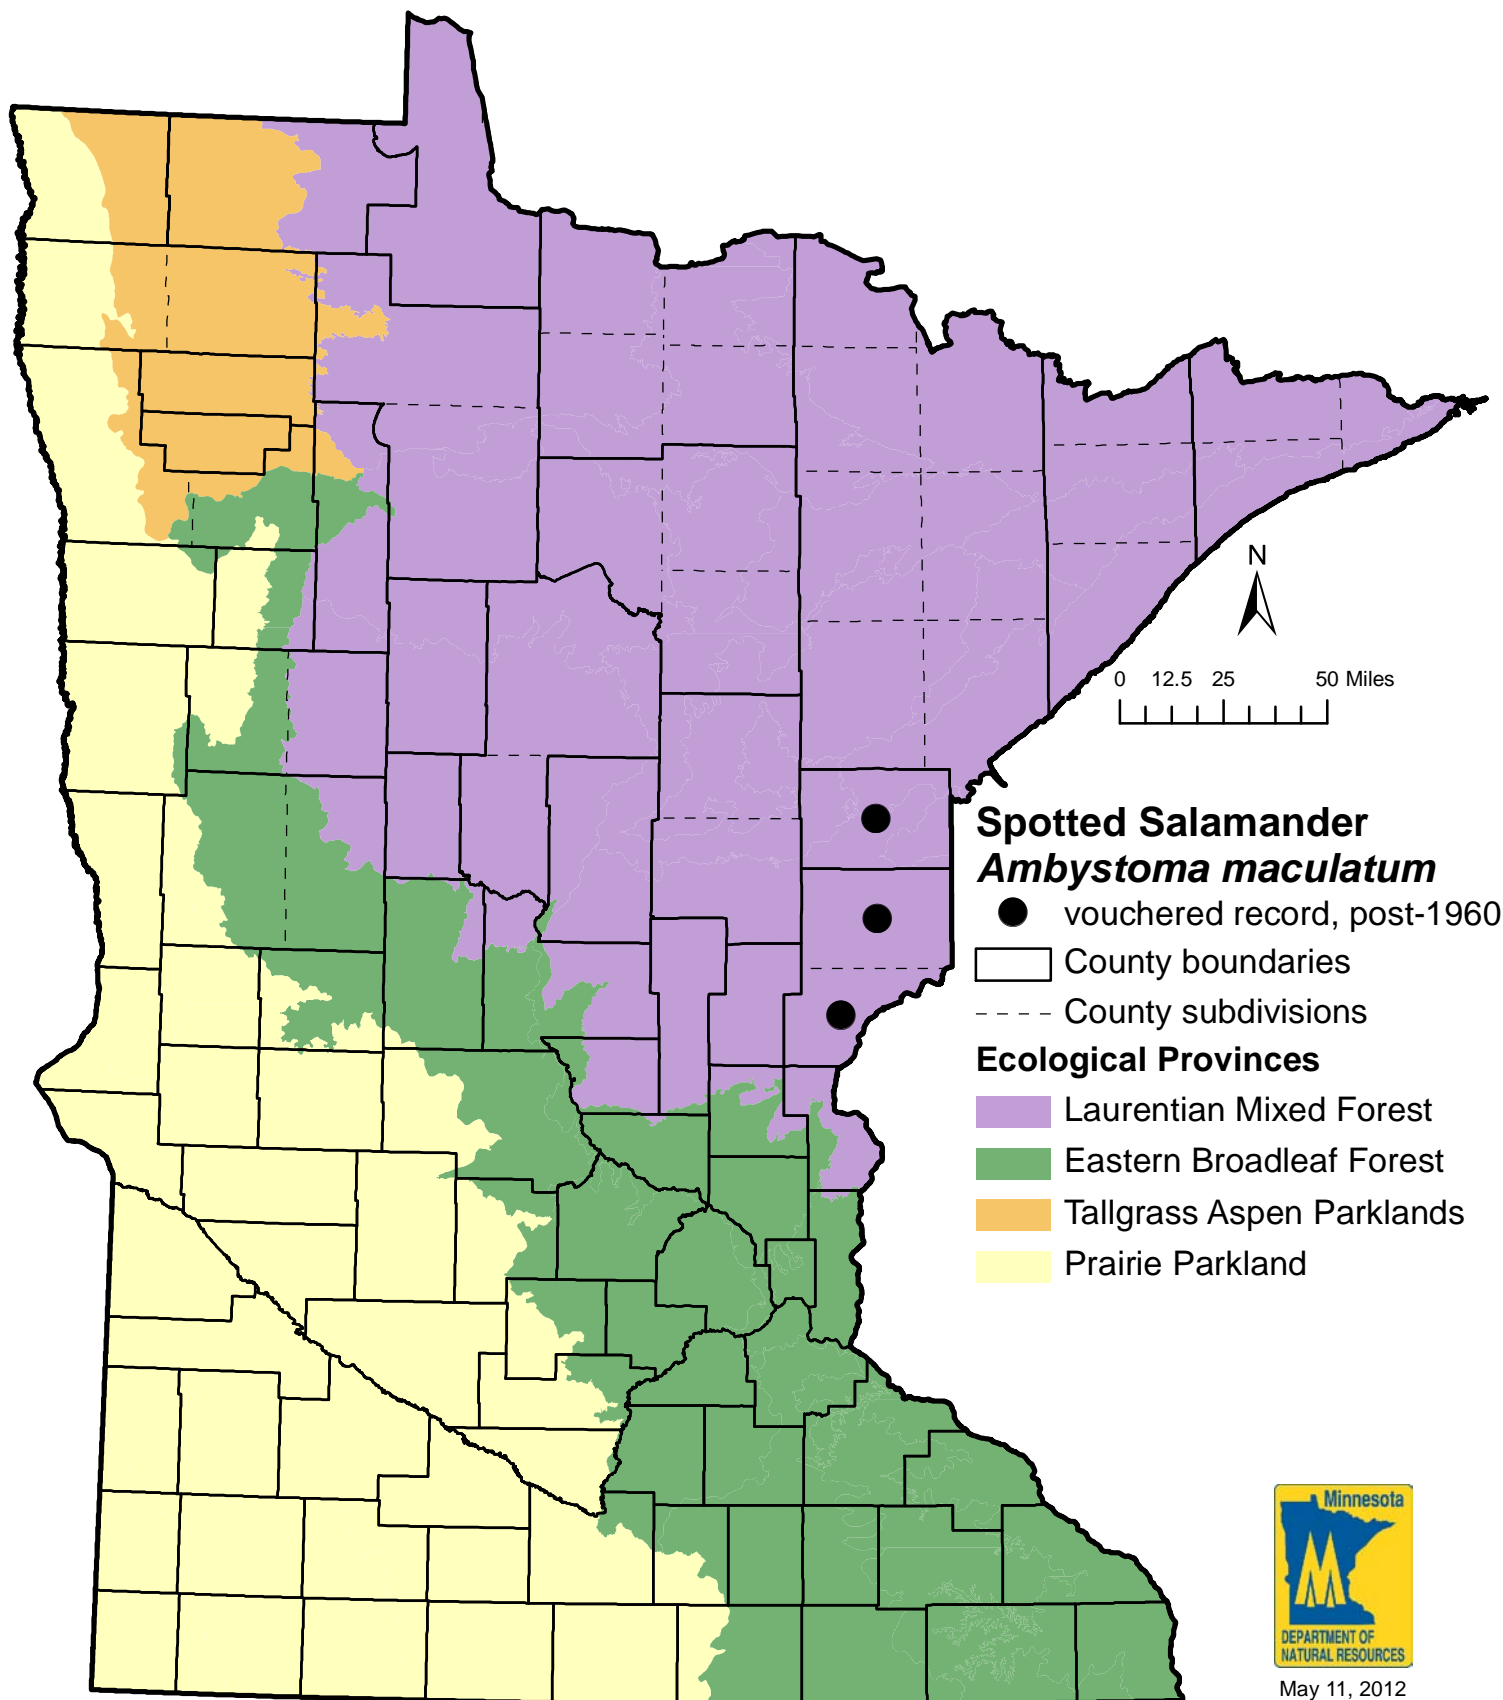 N
0 12.5 25 50 Miles
Spotted Salamander
Ambystoma maculatum
vouchered record, post-1960
County boundaries
County subdivisions
Ecological Provinces
Laurentian Mixed Forest
Eastern Broadleaf Forest
Tallgrass Aspen Parklands
Prairie Parkland
Minnesota
DEPARTMENT OF
NATURAL RESOURCES
May 11, 2012